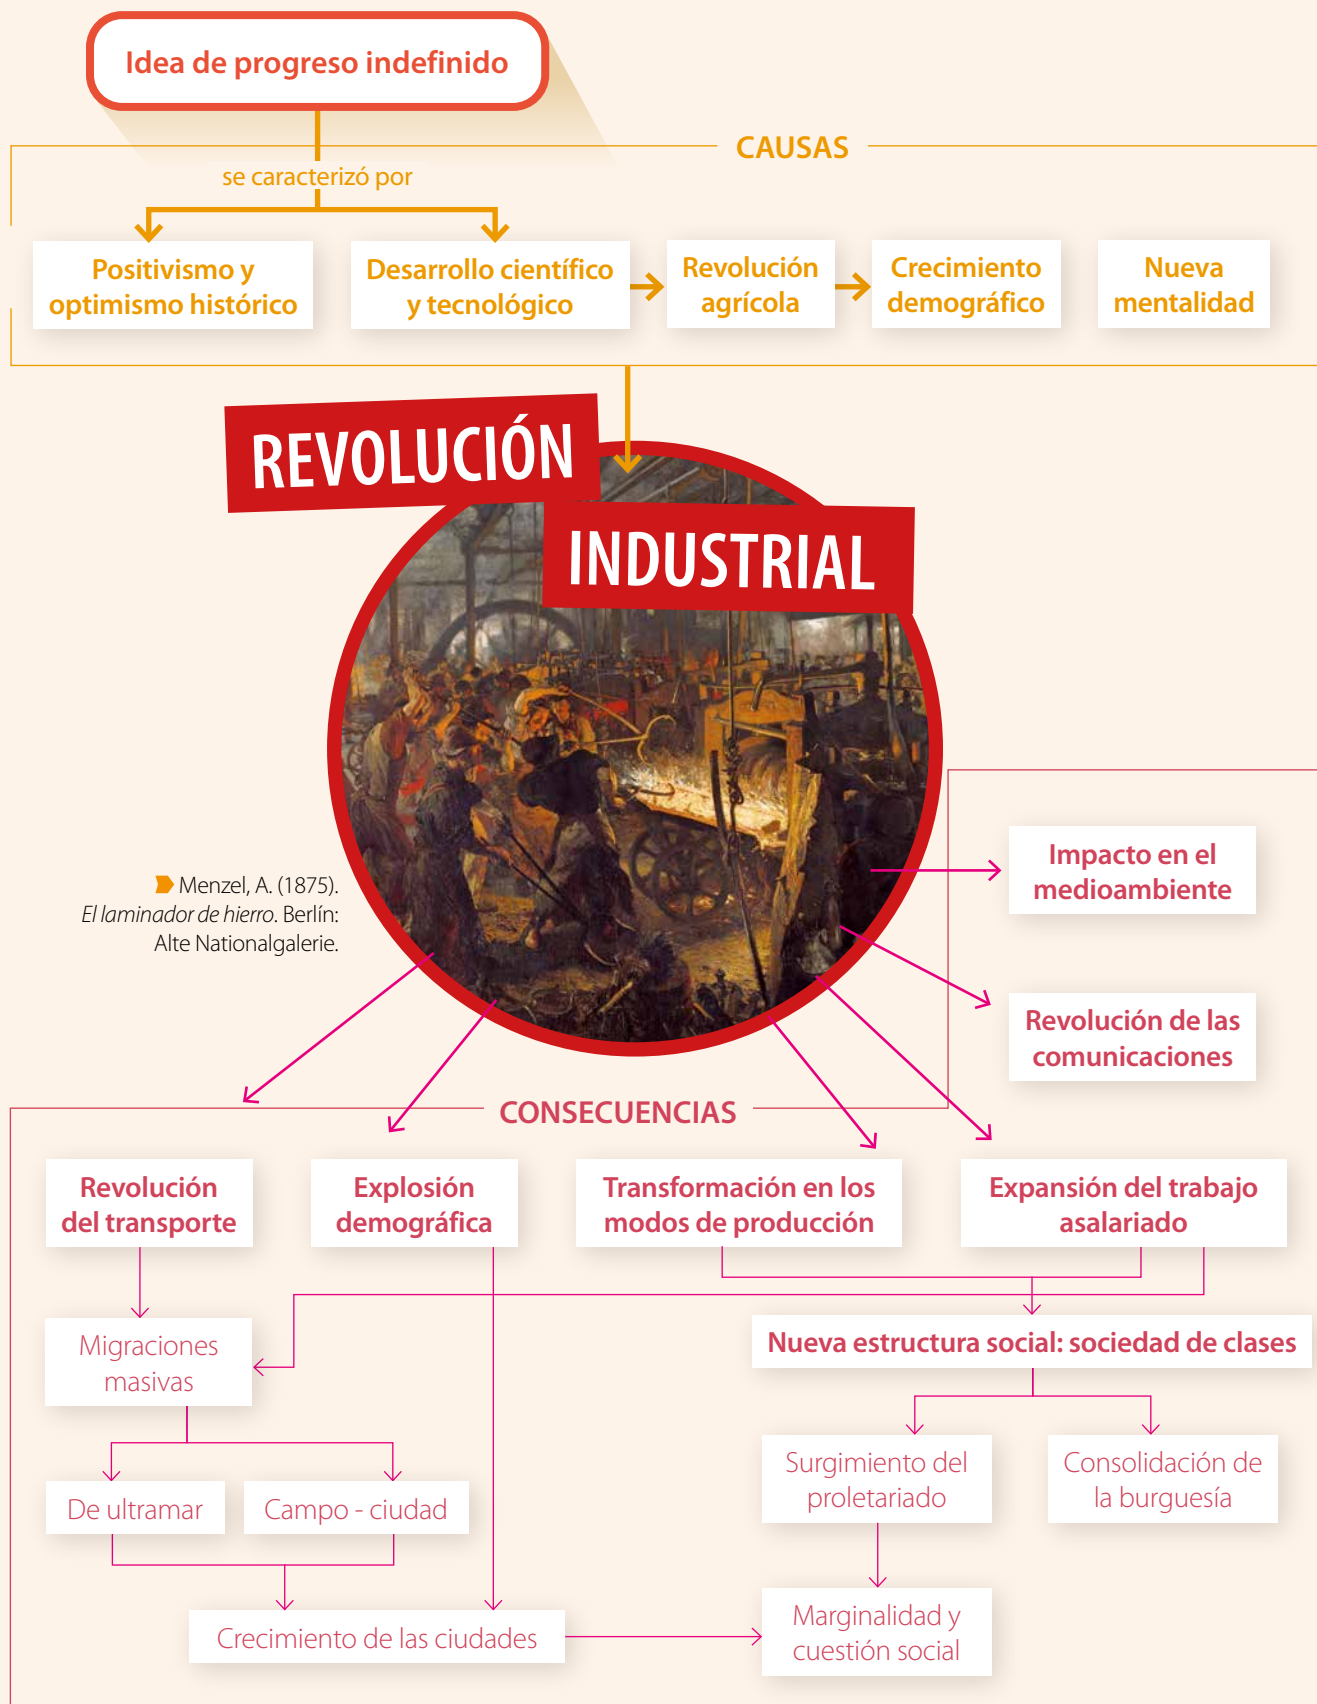 Idea de progreso indefinido
CAUSAS
se caracterizó por
Positivismo y
optimismo histórico
Desarrollo científico
y tecnológico
Revolución
agrícola
Crecimiento
demográfico
Nueva
mentalidad
REVOLUCIÓN
INDUSTRIAL
Menzel, A. (1875).
El laminador de hierro. Berlín:
Alte Nationalgalerie.
Impacto en el
medioambiente
Revolución de las
comunicaciones
CONSECUENCIAS
Revolución
del transporte
Explosión
demográfica
Transformación en los
modos de producción
Expansión del trabajo
asalariado
Migraciones
masivas
Nueva estructura social: sociedad de clases
De ultramar
Campo - ciudad
Surgimiento del
proletariado
Consolidación de
la burguesía
Crecimiento de las ciudades
Marginalidad y
cuestión social